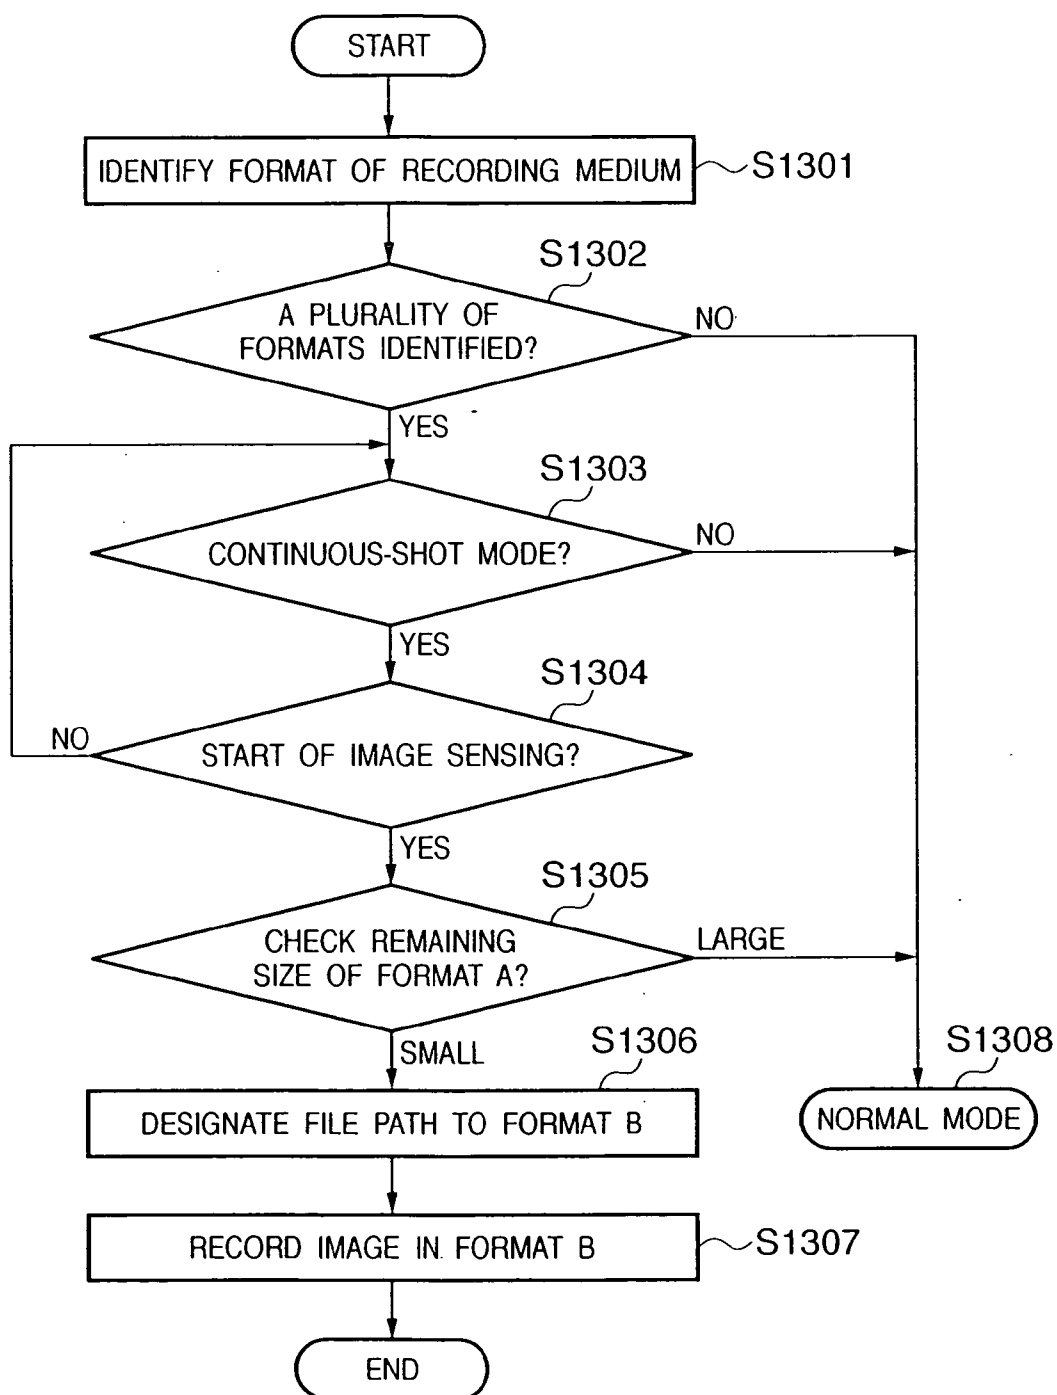 START
IDENTIFY FORMAT OF RECORDING MEDIUM
S1301
S1302
A PLURALITY OF
FORMATS IDENTIFIED?
NO
YES
S1303
CONTINUOUS-SHOT MODE?
NO
YES
S1304
START OF IMAGE SENSING?
NO
YES
S1305
CHECK REMAINING
SIZE OF FORMAT A?
LARGE
SMALL
S1306
DESIGNATE FILE PATH TO FORMAT B
S1308
NORMAL MODE
RECORD IMAGE IN FORMAT B
S1307
END